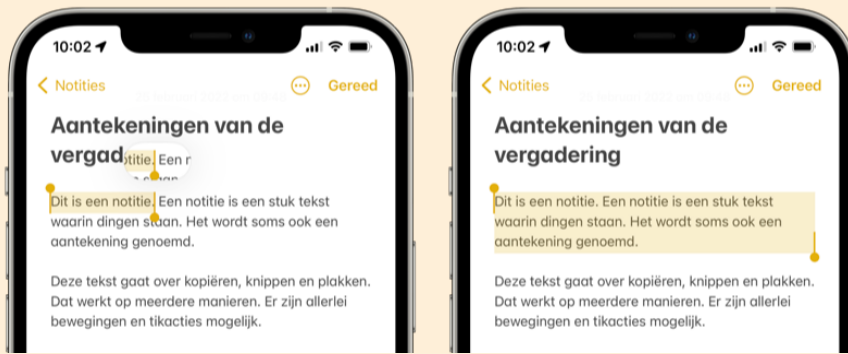 10:02
Notities
Gereed
Aantekeningen van de
vergad
otitie. Een
Dit is een notitie. Een notitie is een stuk tekst
waarin dingen staan. Het wordt soms ook een
aantekening genoemd.
Deze tekst gaat over kopiëren, knippen en plakken.
Dat werkt op meerdere manieren. Er zijn allerlei
bewegingen en tikacties mogelijk.
10:02
Notities
Gereed
Aantekeningen van de
vergadering
Dit is een notitie. Een notitie is een stuk tekst
waarin dingen staan. Het wordt soms ook een
aantekening genoemd.
Deze tekst gaat over kopiëren, knippen en plakken.
Dat werkt op meerdere manieren. Er zijn allerlei
bewegingen en tikacties mogelijk.